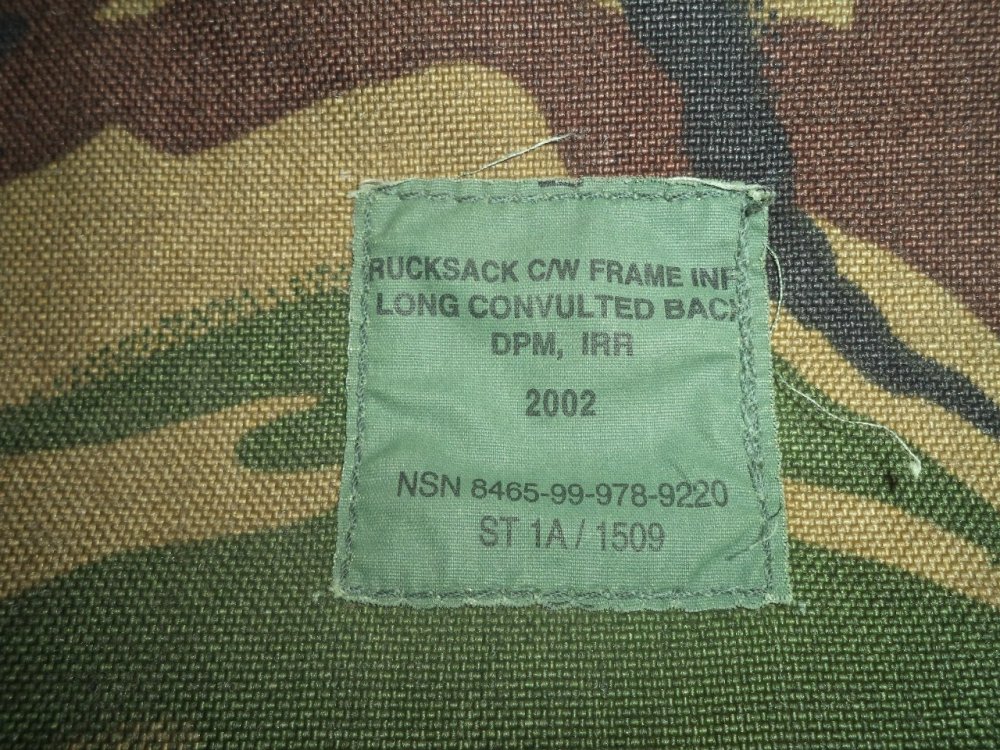 RUCKSACK C/W FRAME INF
LONG CONVULTED BACK
DPM, IRR
2002
NSN 8465-99-978-9220
ST 1A / 1509